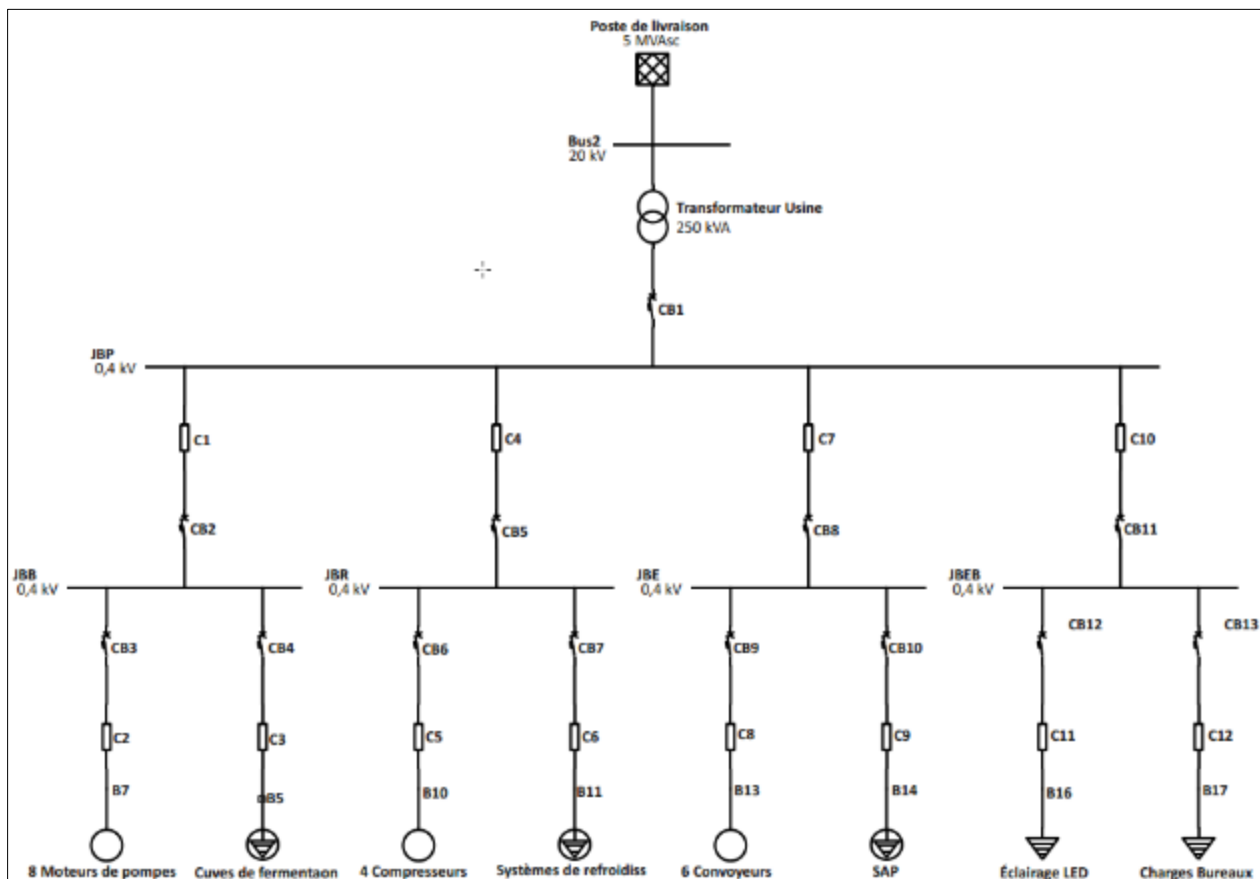 Poste de livraison
5 MVAsc
Bus2
20 kV
Transformateur Usine
250 kVA
CB1
JBP
0,4 kV
C1
C4
C7
C10
CB2
CB5
CB8
CB11
JBB
0,4 kV
JBR
0,4 kV
JBE
0,4 kV
JBEB
0,4 kV
CB3
CB4
CB6
CB7
CB9
CB10
CB12
CB13
C2
C3
C5
C6
C8
C9
C11
C12
B7
B5
B10
B11
B13
B14
B16
B17
8 Moteurs de pompes
Cuves de fermentaon
4 Compresseurs
Systèmes de refroidiss
6 Convoyeurs
SAP
Éclairage LED
Charges Bureaux